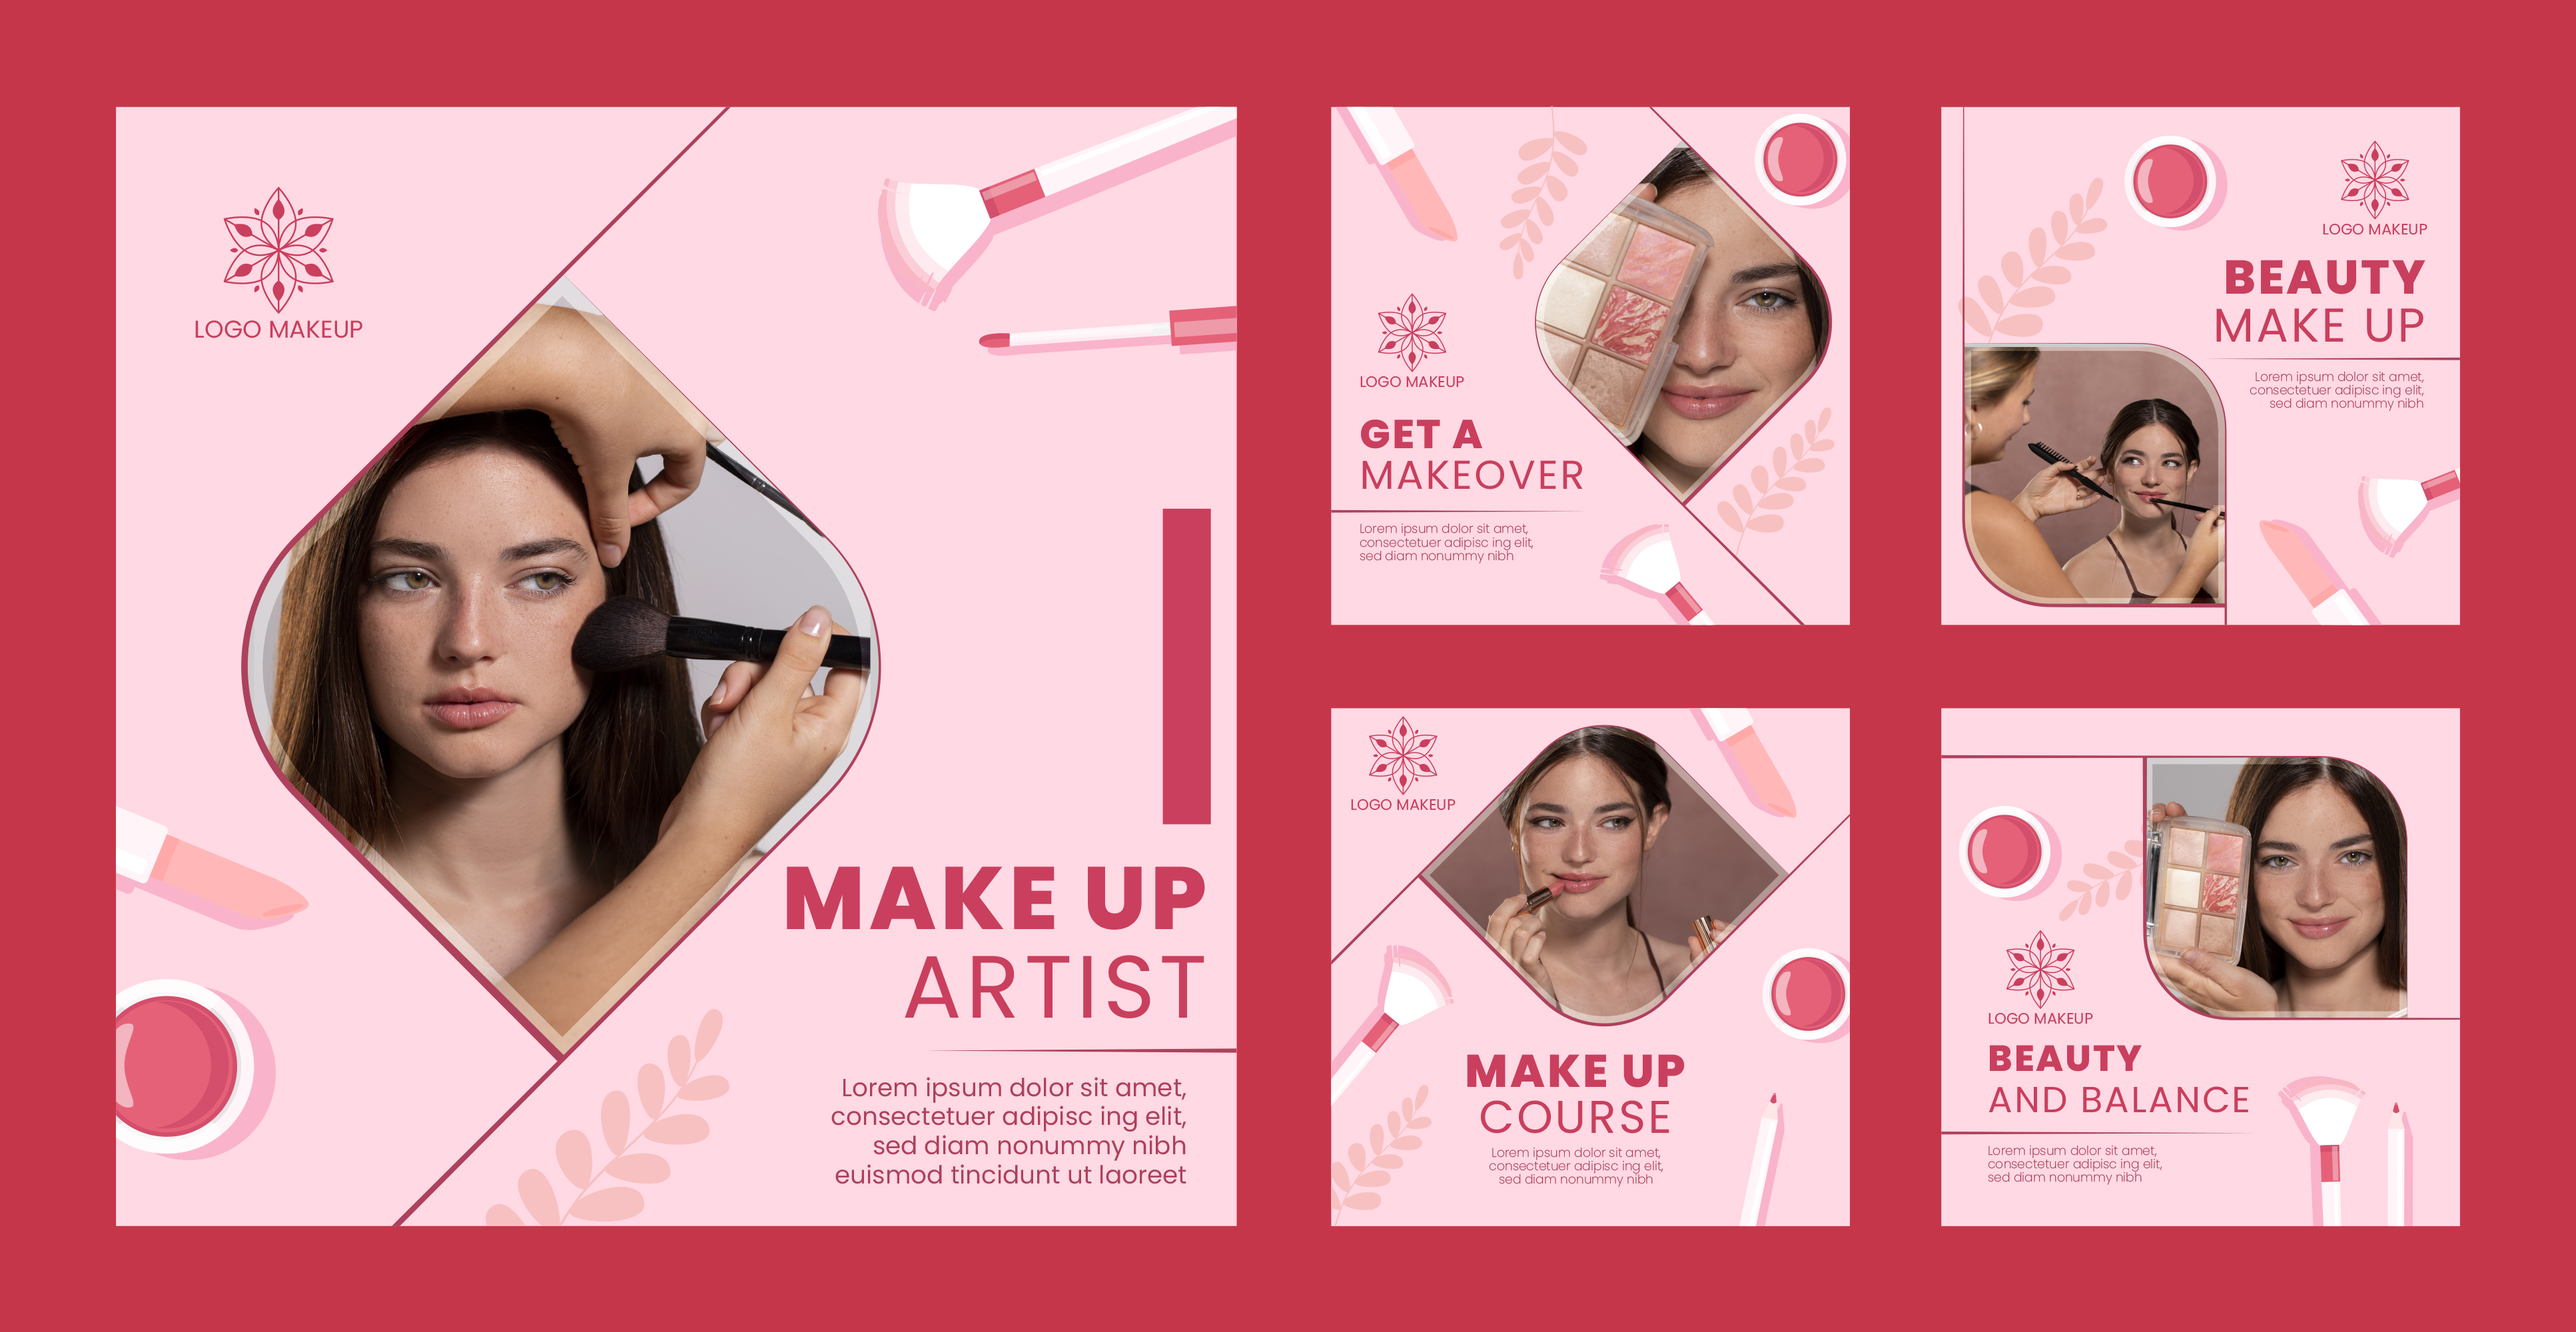 LOGO MAKEUP
MAKE UP
ARTIST
Lorem ipsum dolor sit amet,
consectetuer adipisc ing elit,
sed diam nonummy nibh
euismod tincidunt ut laoreet
LOGO MAKEUP
GET A
MAKEOVER
Lorem ipsum dolor sit amet,
consectetuer adipisc ing elit,
sed diam nonummy nibh
LOGO MAKEUP
BEAUTY
MAKE UP
Lorem ipsum dolor sit amet,
consectetuer adipisc ing elit,
sed diam nonummy nibh
LOGO MAKEUP
MAKE UP
COURSE
Lorem ipsum dolor sit amet,
consectetuer adipisc ing elit,
sed diam nonummy nibh
LOGO MAKEUP
BEAUTY
AND BALANCE
Lorem ipsum dolor sit amet,
consectetuer adipisc ing elit,
sed diam nonummy nibh